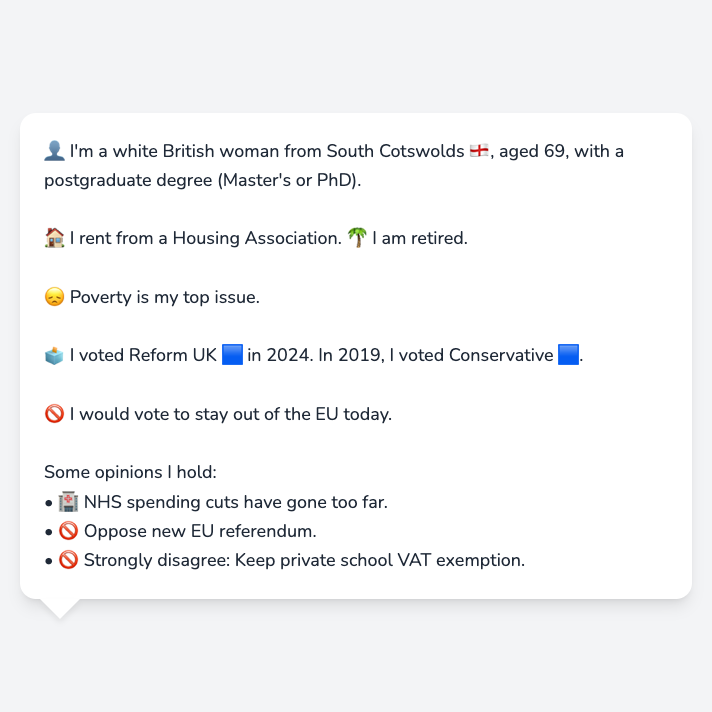 👤 I'm a white British woman from South Cotswolds 🏴󠁧󠁢󠁥󠁮󠁧󠁿, aged 69, with a
postgraduate degree (Master's or PhD).
🏠 I rent from a Housing Association. 🌴 I am retired.
😞 Poverty is my top issue.
🗳️ I voted Reform UK 🟦 in 2024. In 2019, I voted Conservative 🟦.
🚫 I would vote to stay out of the EU today.
Some opinions I hold:
• 🏥 NHS spending cuts have gone too far.
• 🚫 Oppose new EU referendum.
• 🚫 Strongly disagree: Keep private school VAT exemption.